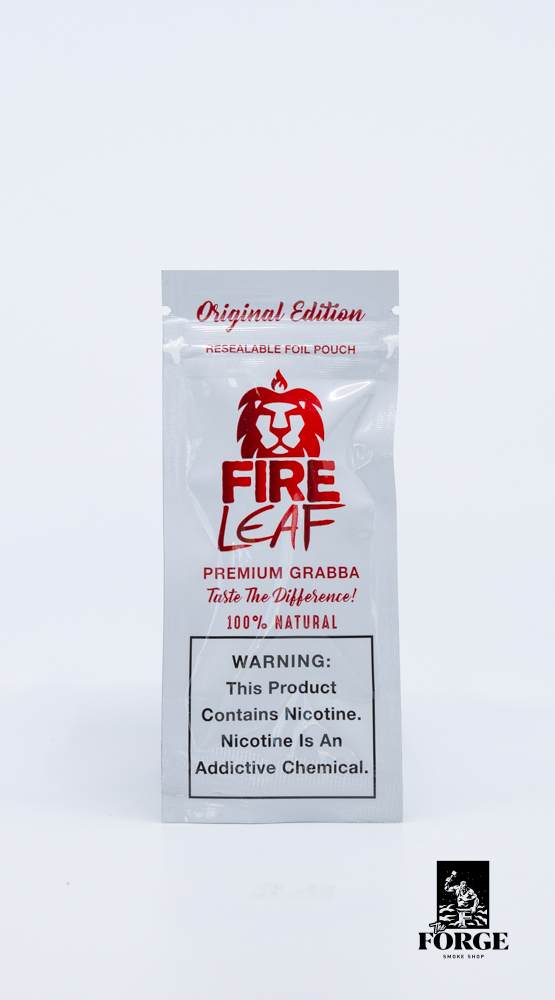 Original Edition
RESEALABLE FOIL POUCH
FIRE
LEAF
PREMIUM GRABBA
Taste The Difference!
100% NATURAL
WARNING:
This Product
Contains Nicotine.
Nicotine Is An
Addictive Chemical.
The
FORGE
SMOKE SHOP